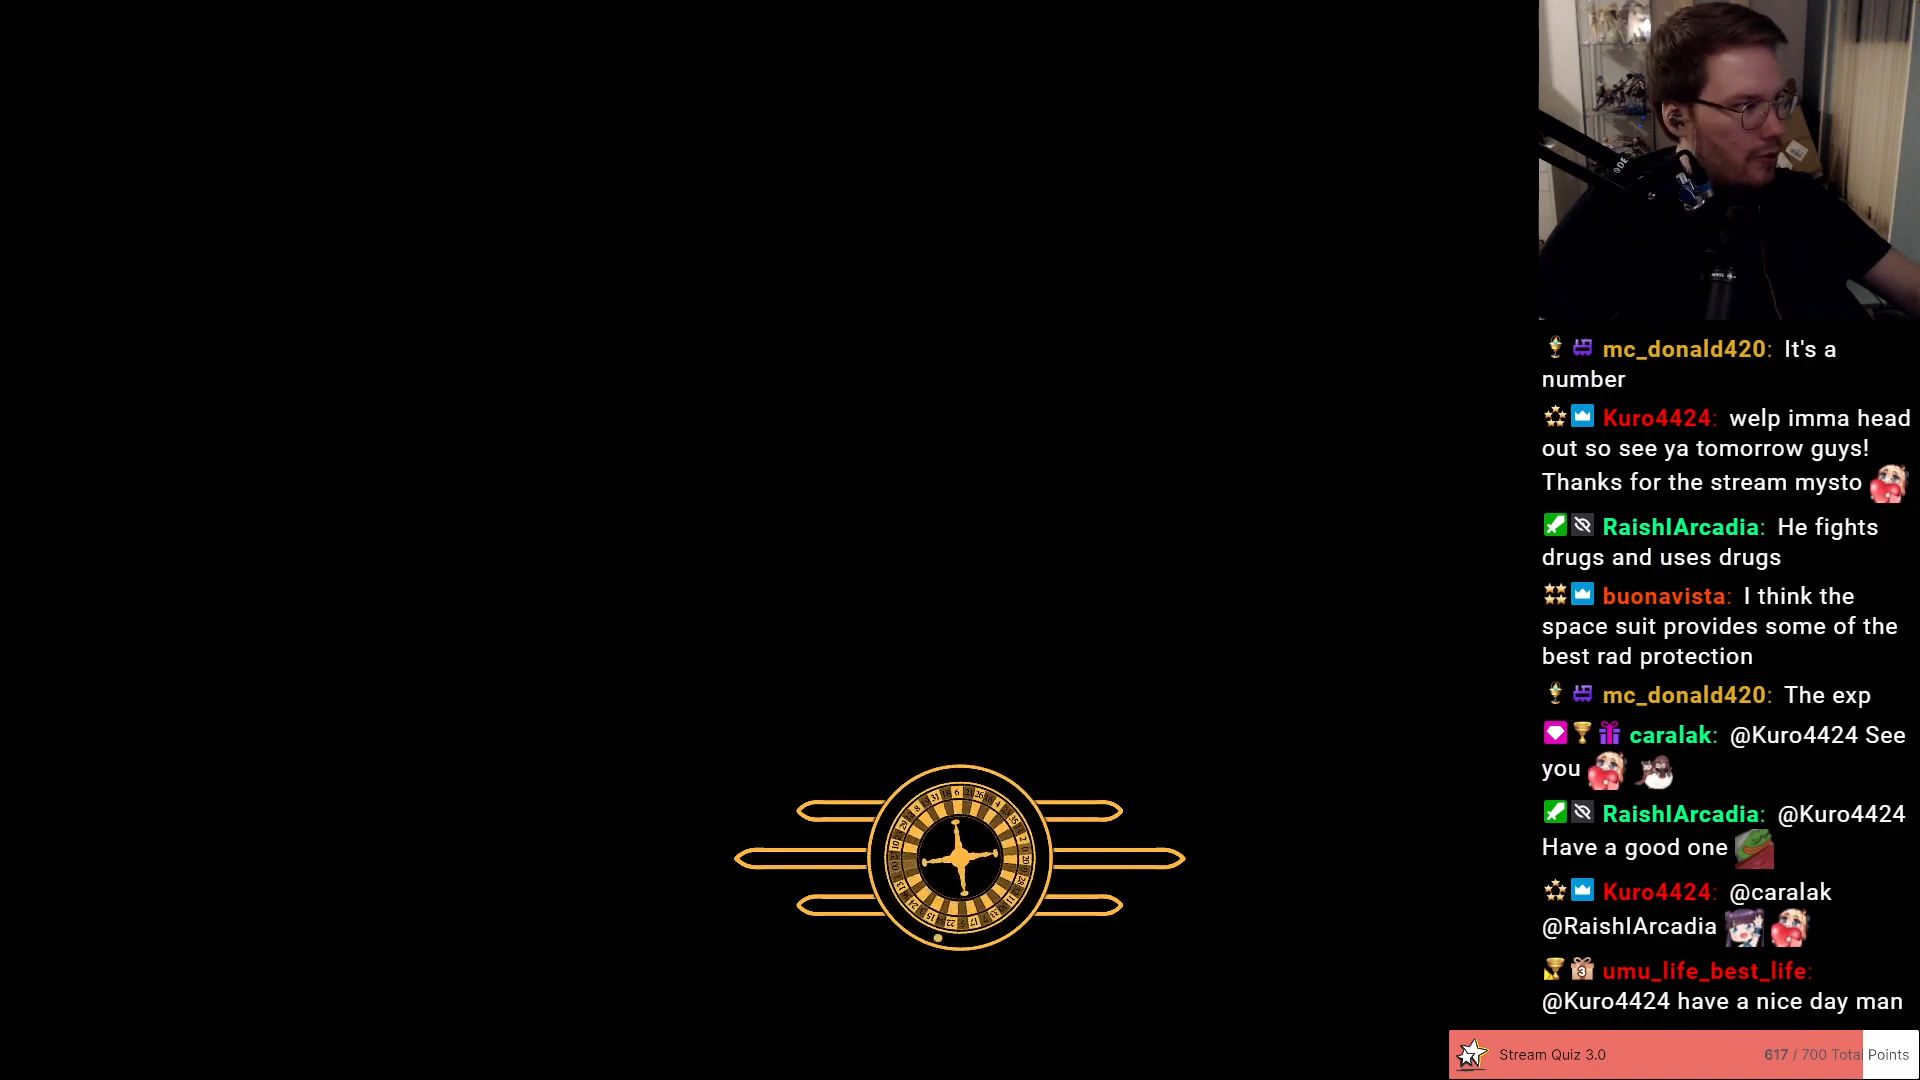 mc_donald420: It's a
number
Kuro4424: welp imma head
out so see ya tomorrow guys!
Thanks for the stream mysto
RaishIArcadia: He fights
drugs and uses drugs
buonavista: I think the
space suit provides some of the
best rad protection
mc_donald420: The exp
caralak: @Kuro4424 See
you
RaishIArcadia: @Kuro4424
Have a good one
Kuro4424: @caralak
@RaishIArcadia
umu_life_best_life:
@Kuro4424 have a nice day man
Stream Quiz 3.0 617 / 700 Total Points